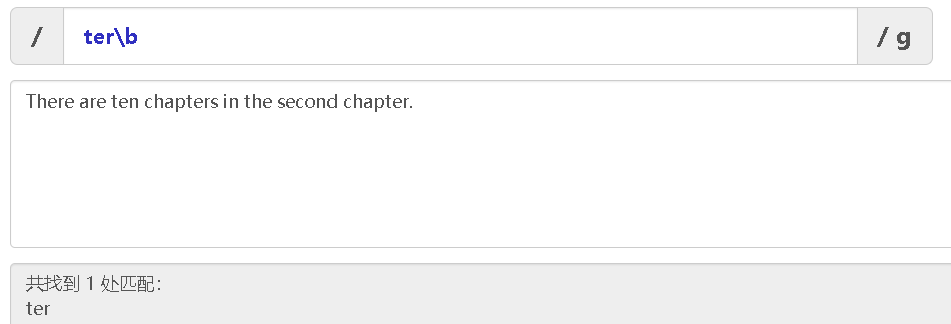 / ter\b / g
There are ten chapters in the second chapter.
共找到 1 处匹配：
ter